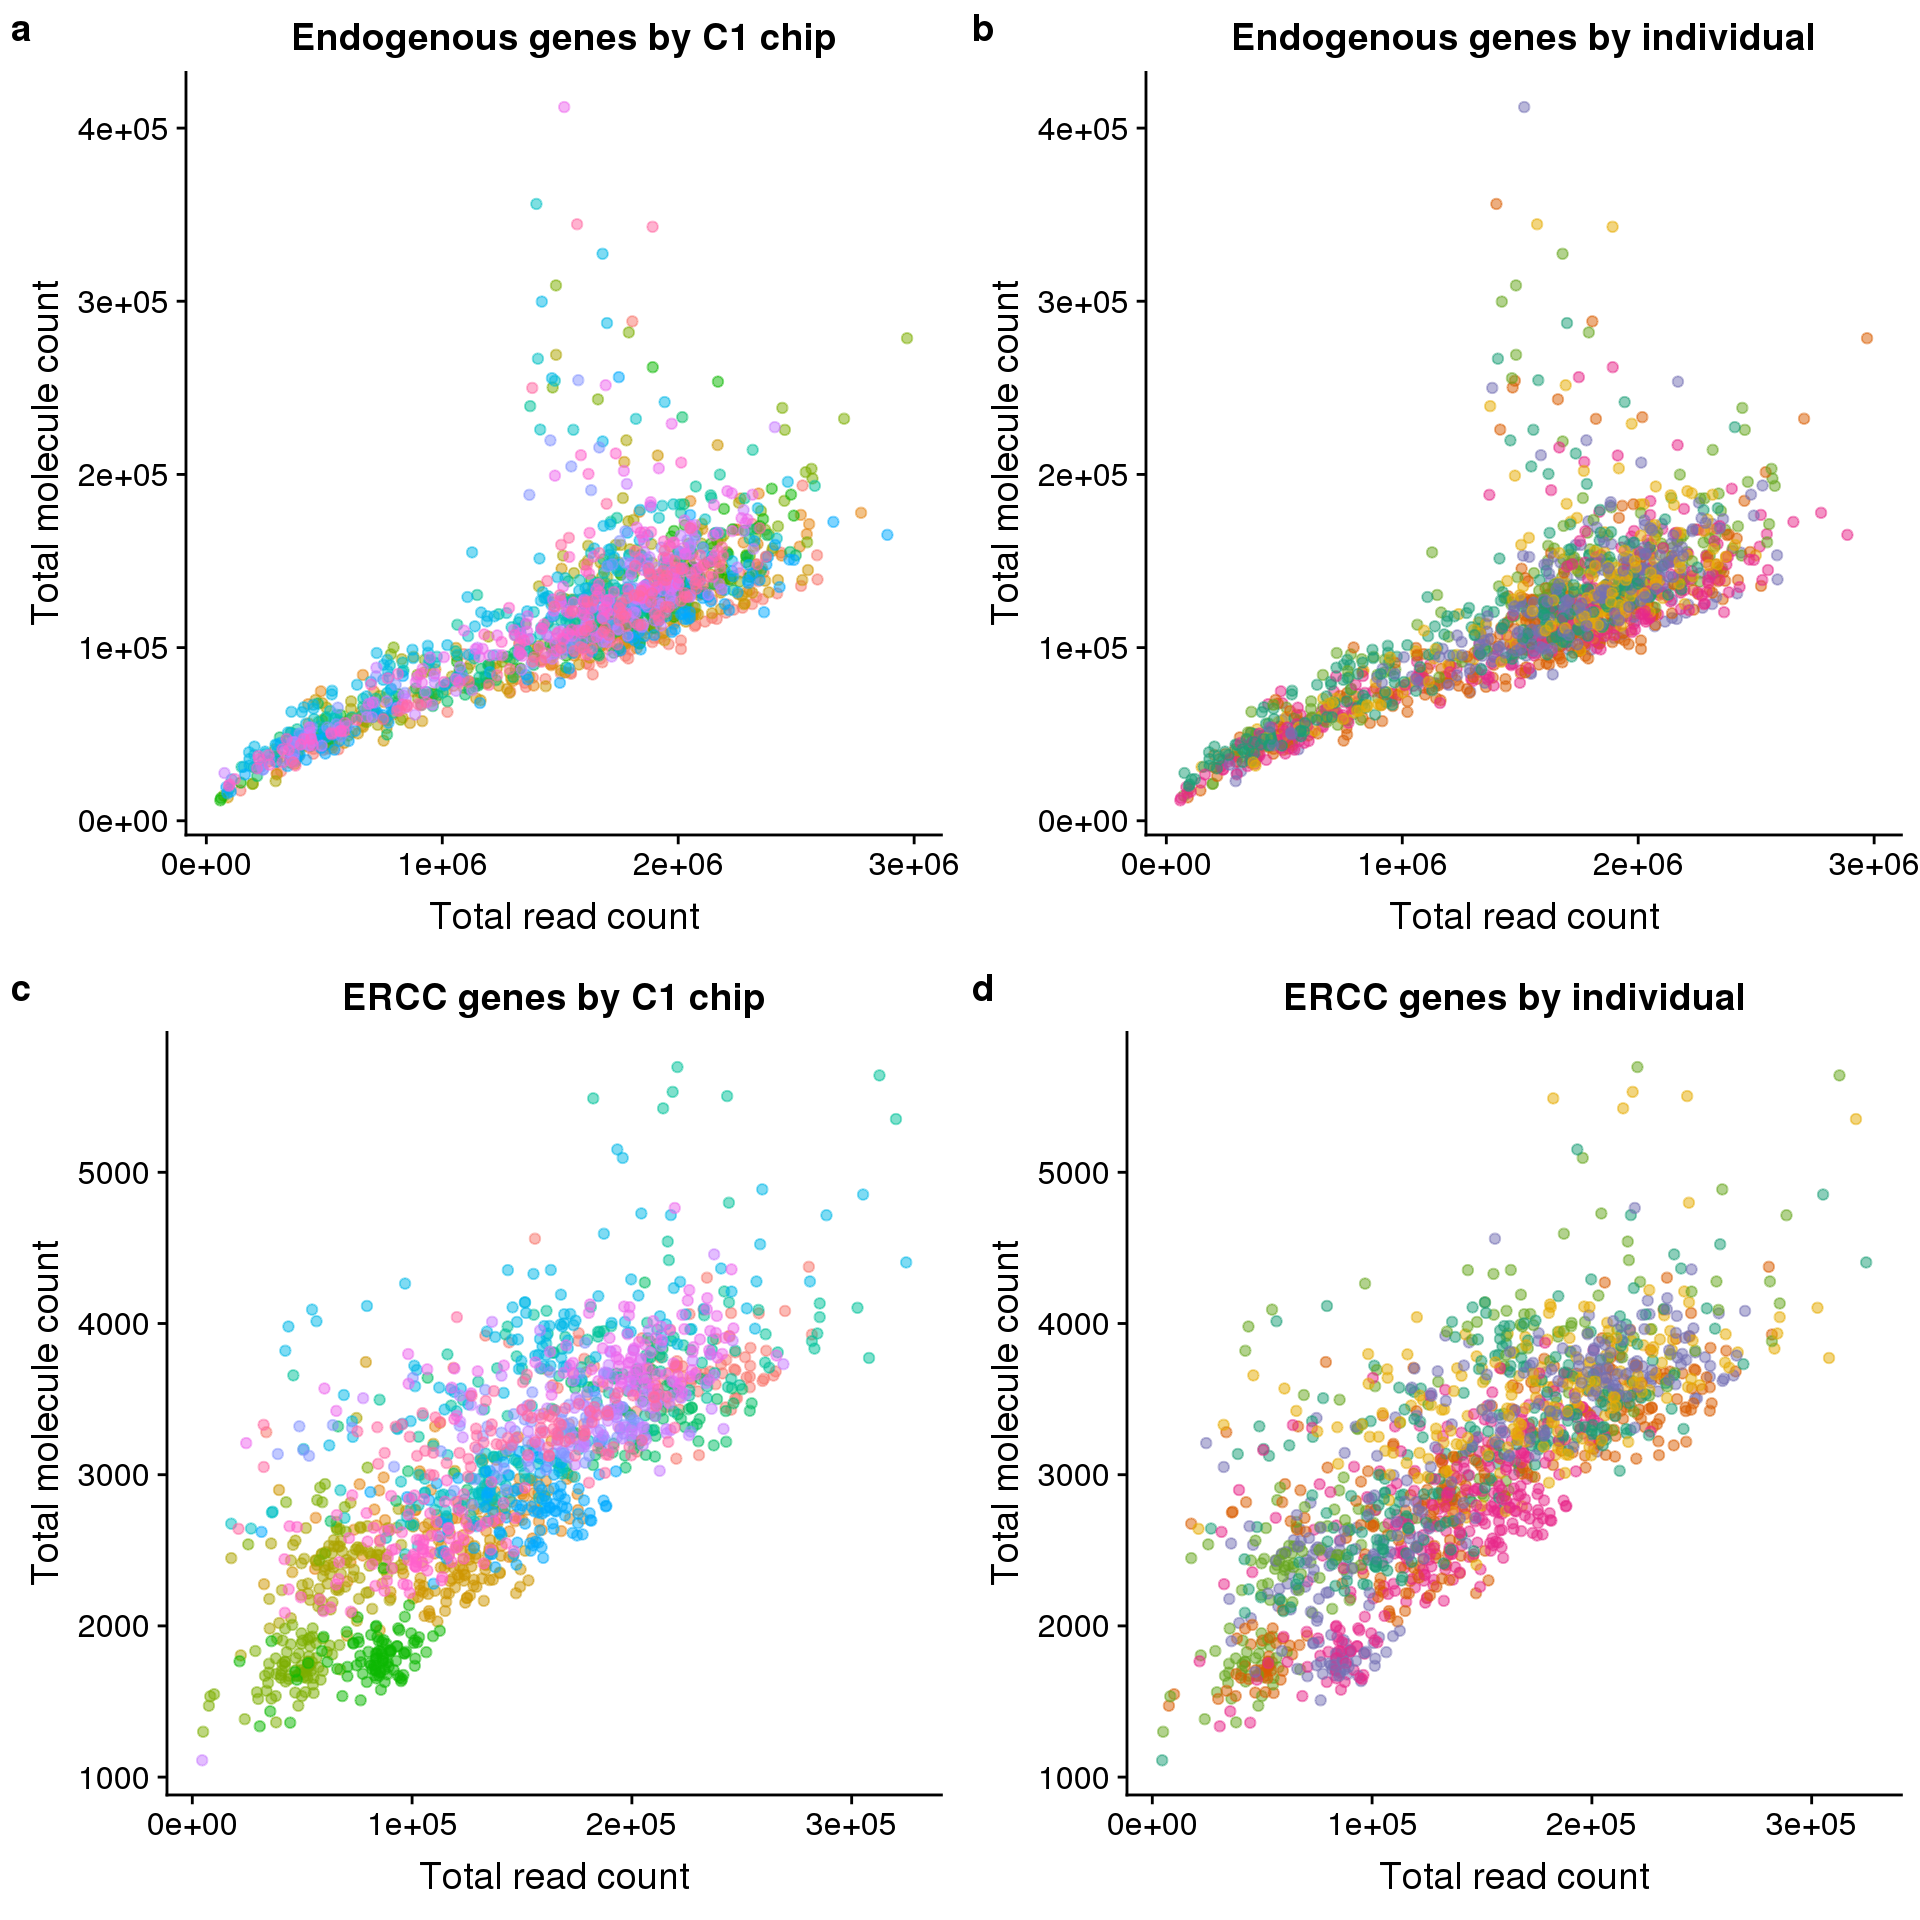 a
Endogenous genes by C1 chip
Total molecule count
4e+05
3e+05
2e+05
1e+05
0e+00
0e+00 1e+06 2e+06 3e+06
Total read count
b
Endogenous genes by individual
Total molecule count
4e+05
3e+05
2e+05
1e+05
0e+00
0e+00 1e+06 2e+06 3e+06
Total read count
c
ERCC genes by C1 chip
Total molecule count
5000
4000
3000
2000
1000
0e+00 1e+05 2e+05 3e+05
Total read count
d
ERCC genes by individual
Total molecule count
5000
4000
3000
2000
1000
0e+00 1e+05 2e+05 3e+05
Total read count